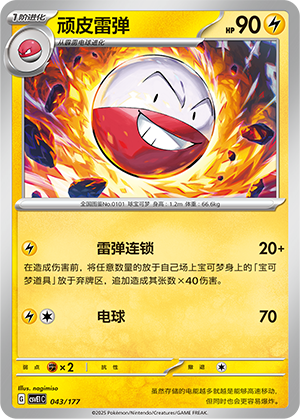 1阶进化 顽皮雷弹 HP 90
从霹雳电球进化
全国图鉴No.0101 球宝可梦 身高：1.2m 体重：66.6kg
雷弹连锁 20+
在造成伤害前，将任意数量的放于自己场上宝可梦身上的「宝可
梦道具」放于弃牌区，追加造成其张数×40伤害。
电球 70
弱点 ×2 抵抗力 撤退
Illus. nagimiso
G 043/177
虽然存储的电能越多就越是能够高速移动，
但同时也会更容易爆炸。
©2025 Pokémon/Nintendo/Creatures/GAME FREAK.